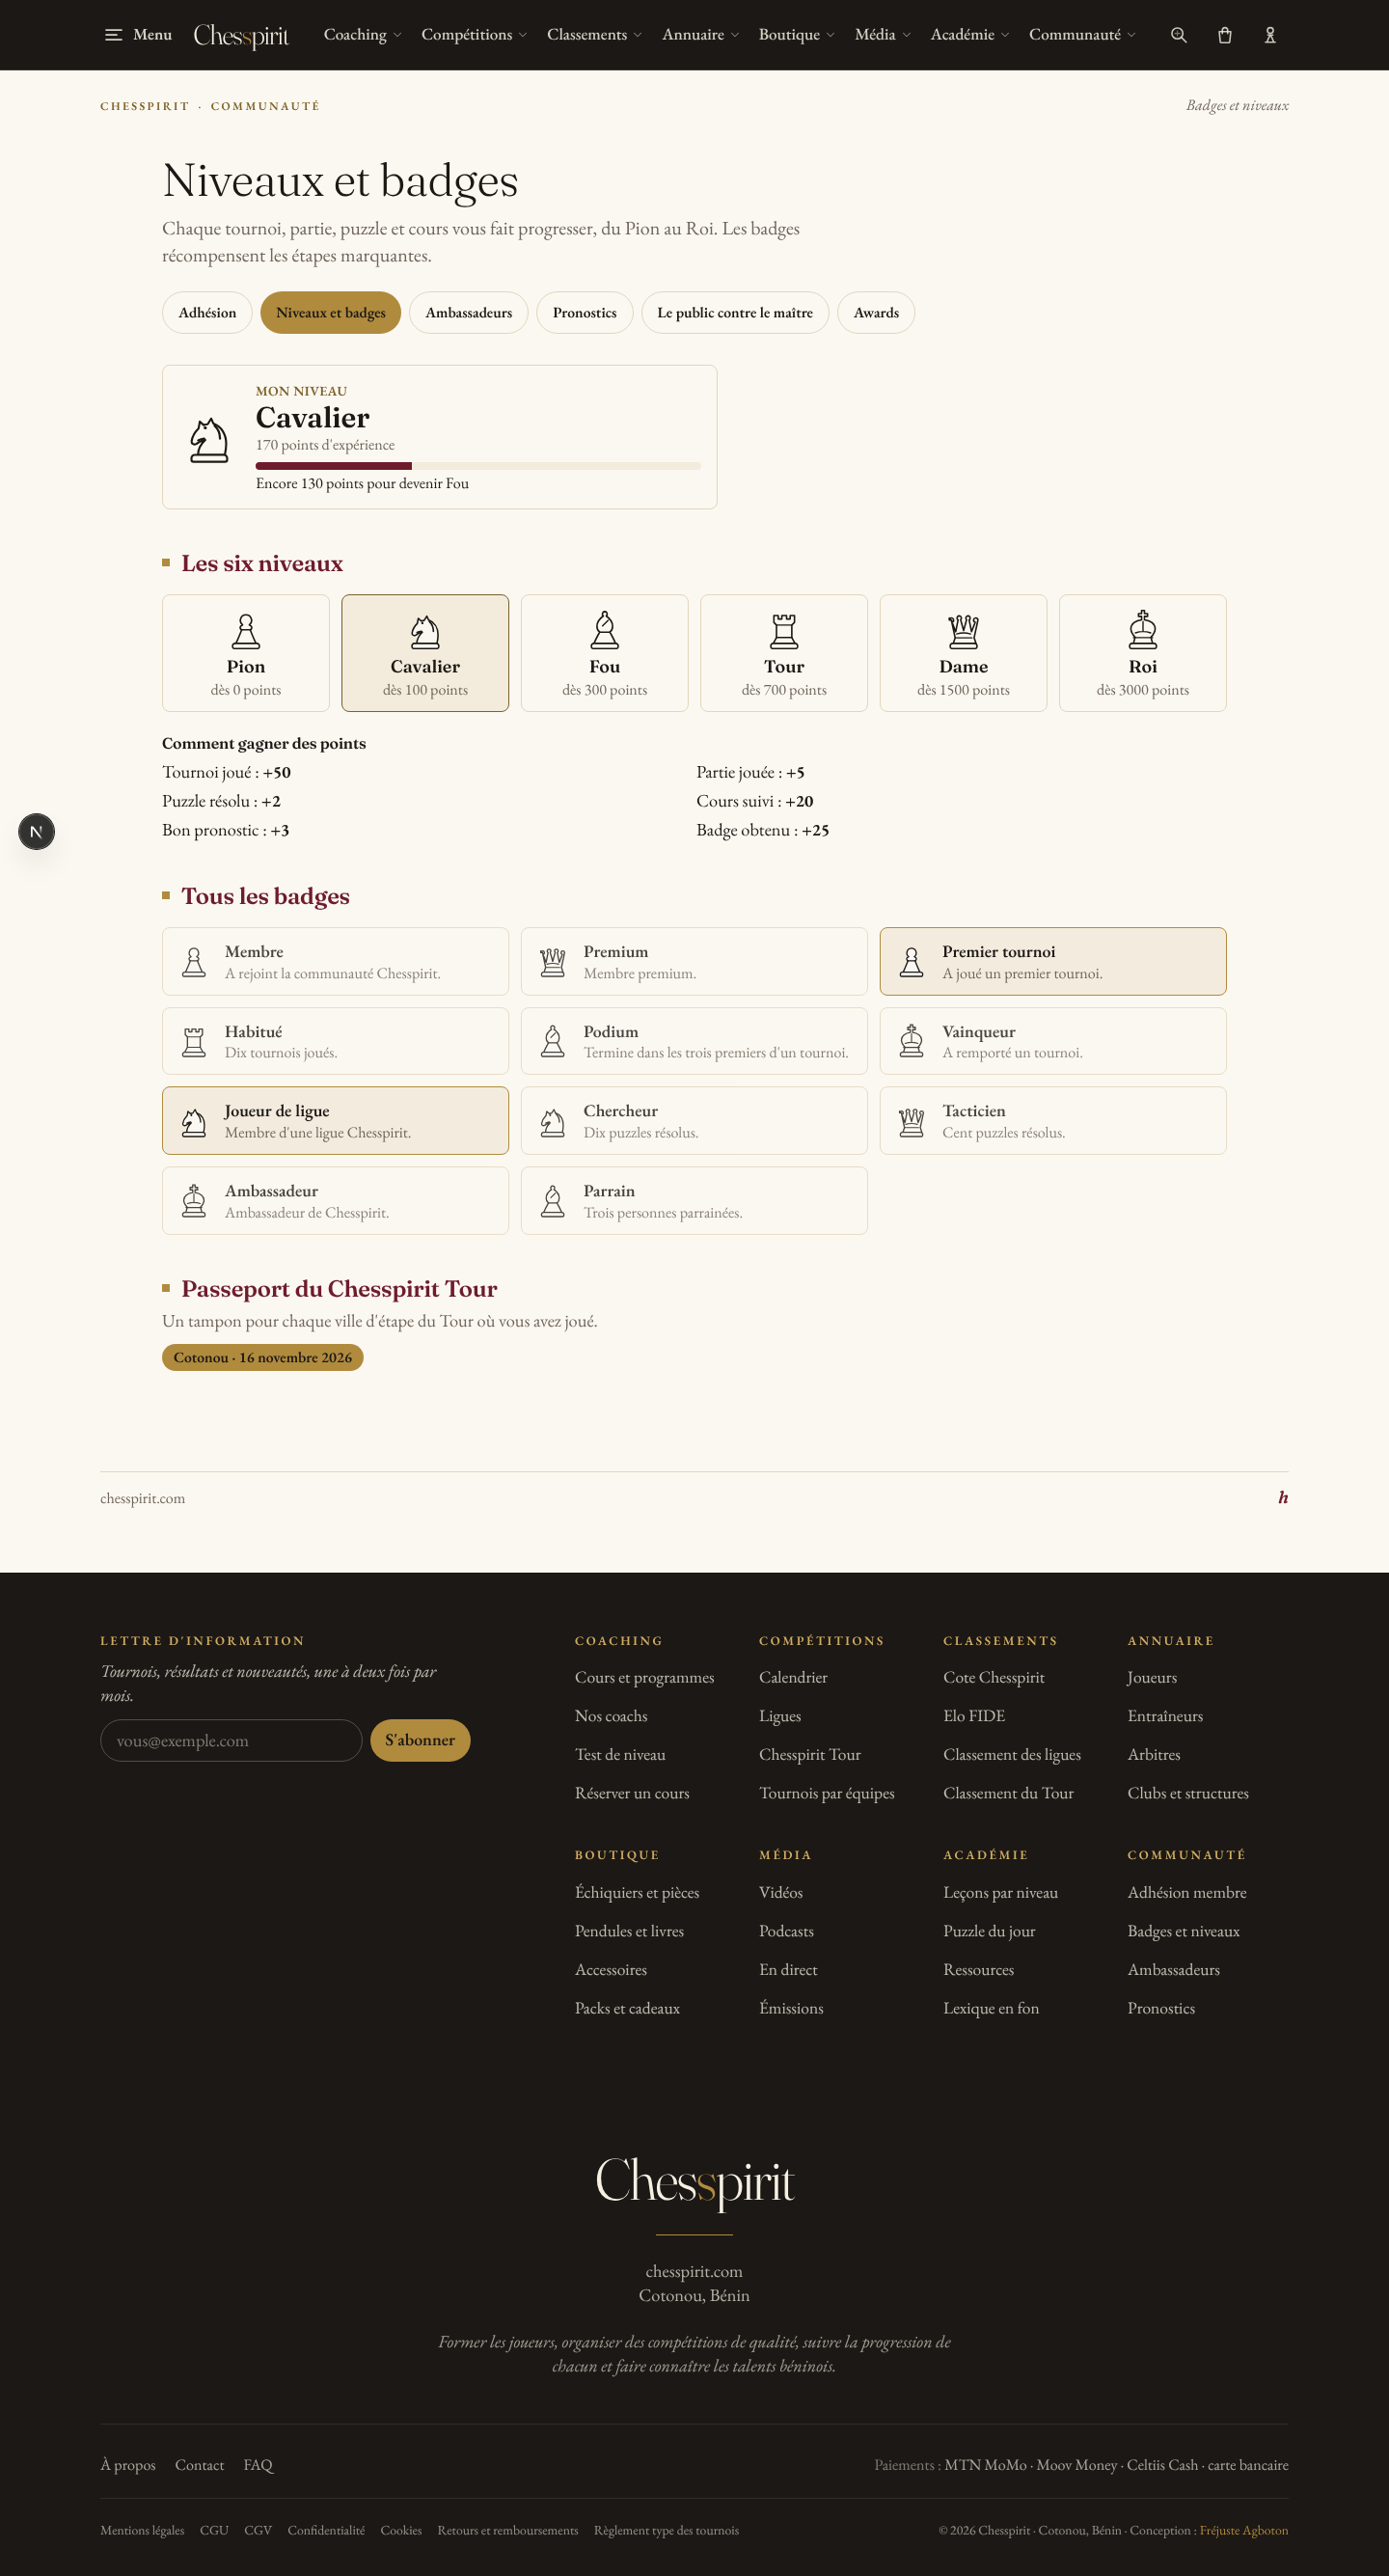 Menu
Chesspirit
Coaching
Compétitions
Classements
Annuaire
Boutique
Média
Académie
Communauté
CHESSPIRIT · COMMUNAUTÉ
Badges et niveaux
Niveaux et badges
Chaque tournoi, partie, puzzle et cours vous fait progresser, du Pion au Roi. Les badges
récompensent les étapes marquantes.
Adhésion
Niveaux et badges
Ambassadeurs
Pronostics
Le public contre le maître
Awards
MON NIVEAU
Cavalier
170 points d'expérience
Encore 130 points pour devenir Fou
Les six niveaux
Pion
dès 0 points
Cavalier
dès 100 points
Fou
dès 300 points
Tour
dès 700 points
Dame
dès 1500 points
Roi
dès 3000 points
Comment gagner des points
Tournoi joué : +50
Partie jouée : +5
Puzzle résolu : +2
Cours suivi : +20
Bon pronostic : +3
Badge obtenu : +25
N
Tous les badges
Membre
A rejoint la communauté Chesspirit.
Premium
Membre premium.
Premier tournoi
A joué un premier tournoi.
Habitué
Dix tournois joués.
Podium
Termine dans les trois premiers d'un tournoi.
Vainqueur
A remporté un tournoi.
Joueur de ligue
Membre d'une ligue Chesspirit.
Chercheur
Dix puzzles résolus.
Tacticien
Cent puzzles résolus.
Ambassadeur
Ambassadeur de Chesspirit.
Parrain
Trois personnes parrainées.
Passeport du Chesspirit Tour
Un tampon pour chaque ville d'étape du Tour où vous avez joué.
Cotonou · 16 novembre 2026
chesspirit.com
h
LETTRE D'INFORMATION
Tournois, résultats et nouveautés, une à deux fois par
mois.
vous@exemple.com
S'abonner
COACHING
Cours et programmes
Nos coachs
Test de niveau
Réserver un cours
COMPÉTITIONS
Calendrier
Ligues
Chesspirit Tour
Tournois par équipes
CLASSEMENTS
Cote Chesspirit
Elo FIDE
Classement des ligues
Classement du Tour
ANNUAIRE
Joueurs
Entraîneurs
Arbitres
Clubs et structures
BOUTIQUE
Échiquiers et pièces
Pendules et livres
Accessoires
Packs et cadeaux
MÉDIA
Vidéos
Podcasts
En direct
Émissions
ACADÉMIE
Leçons par niveau
Puzzle du jour
Ressources
Lexique en fon
COMMUNAUTÉ
Adhésion membre
Badges et niveaux
Ambassadeurs
Pronostics
Chesspirit
chesspirit.com
Cotonou, Bénin
Former les joueurs, organiser des compétitions de qualité, suivre la progression de
chacun et faire connaître les talents béninois.
À propos
Contact
FAQ
Paiements : MTN MoMo · Moov Money · Celtiis Cash · carte bancaire
Mentions légales
CGU
CGV
Confidentialité
Cookies
Retours et remboursements
Règlement type des tournois
© 2026 Chesspirit · Cotonou, Bénin · Conception : Fréjuste Agboton